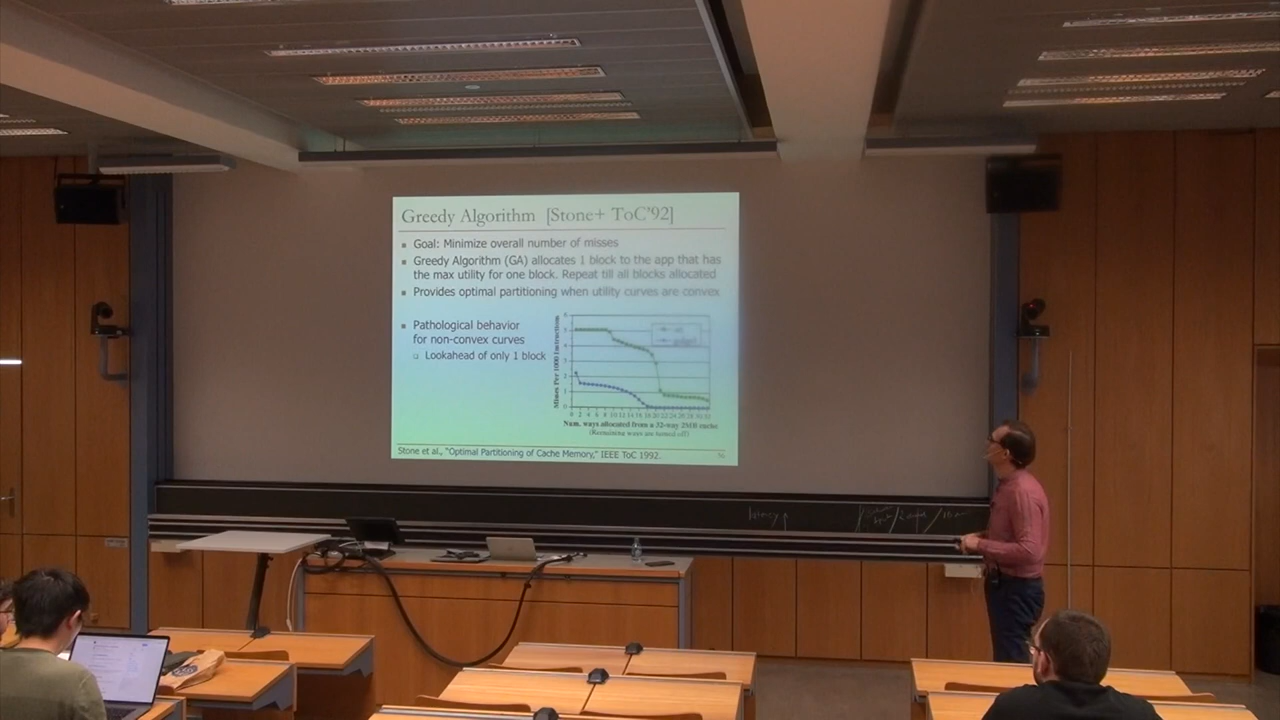 Greedy Algorithm [Stone+ ToC'92]
Goal: Minimize overall number of misses
Greedy Algorithm (GA) allocates 1 block to the app that has
the max utility for one block. Repeat till all blocks allocated
Provides optimal partitioning when utility curves are convex
Pathological behavior
for non-convex curves
Lookahead of only 1 block
Misses Per 1000 Instructions
Num. ways allocated from a 32-way 2MB cache
(Remaining ways are turned off)
Stone et al., "Optimal Partitioning of Cache Memory," IEEE ToC 1992.